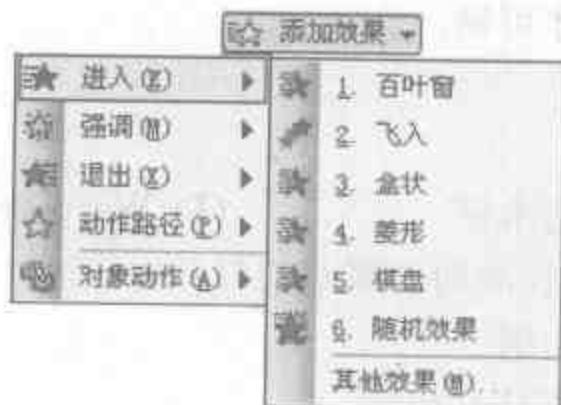 添加效果
进入(E)
强调(M)
退出(X)
动作路径(P)
对象动作(A)
1. 百叶窗
2. 飞入
3. 盒状
4. 菱形
5. 棋盘
6. 随机效果
其他效果(M)...